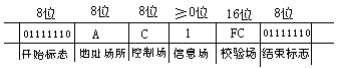 8位 8位 8位 ≥0位 16位 8位
01111110 A C 1 FC 01111110
开始标志 地址场所 控制场 信息场 校验场 结束标志